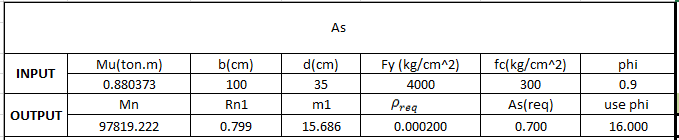 As
INPUT Mu(ton.m) b(cm) d(cm) Fy (kg/cm^2) fc(kg/cm^2) phi
0.880373 100 35 4000 300 0.9
OUTPUT Mn Rn1 m1 ρreq As(req) use phi
97819.222 0.799 15.686 0.000200 0.700 16.000